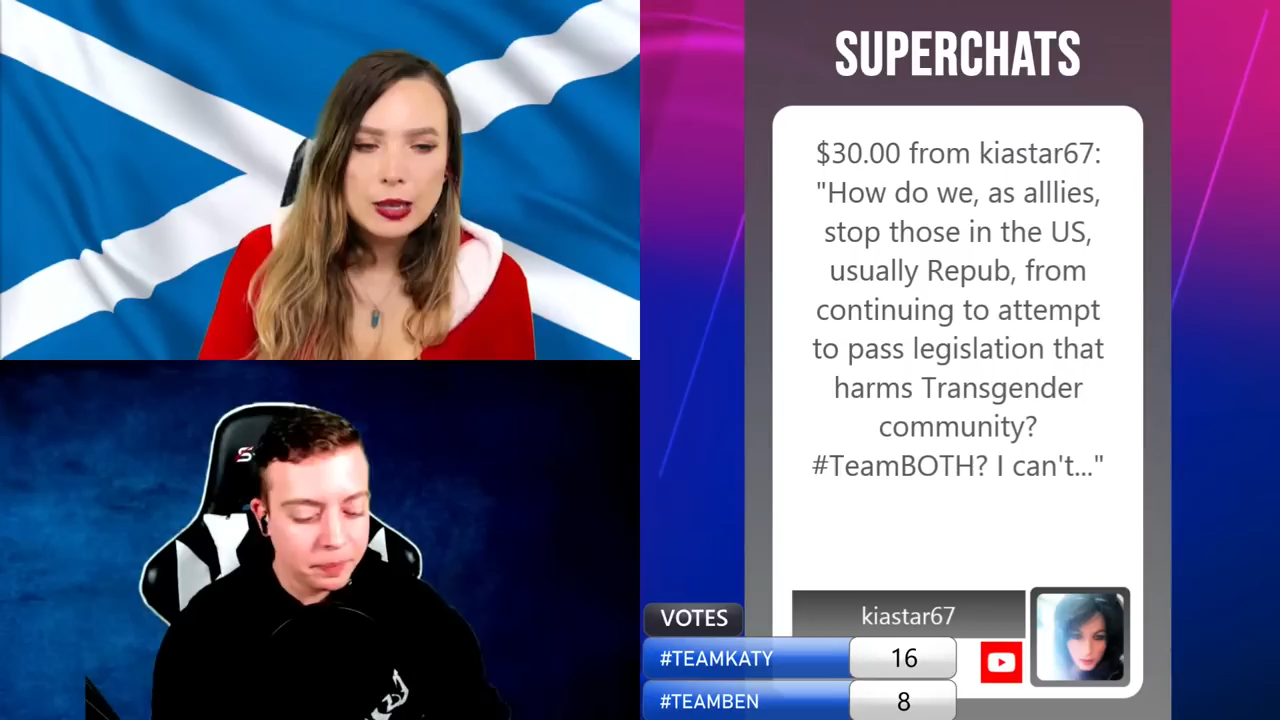 SUPERCHATS
$30.00 from kiastar67:
"How do we, as alllies,
stop those in the US,
usually Repub, from
continuing to attempt
to pass legislation that
harms Transgender
community?
#TeamBOTH? I can't..."
kiastar67
VOTES
#TEAMKATY 16
#TEAMBEN 8